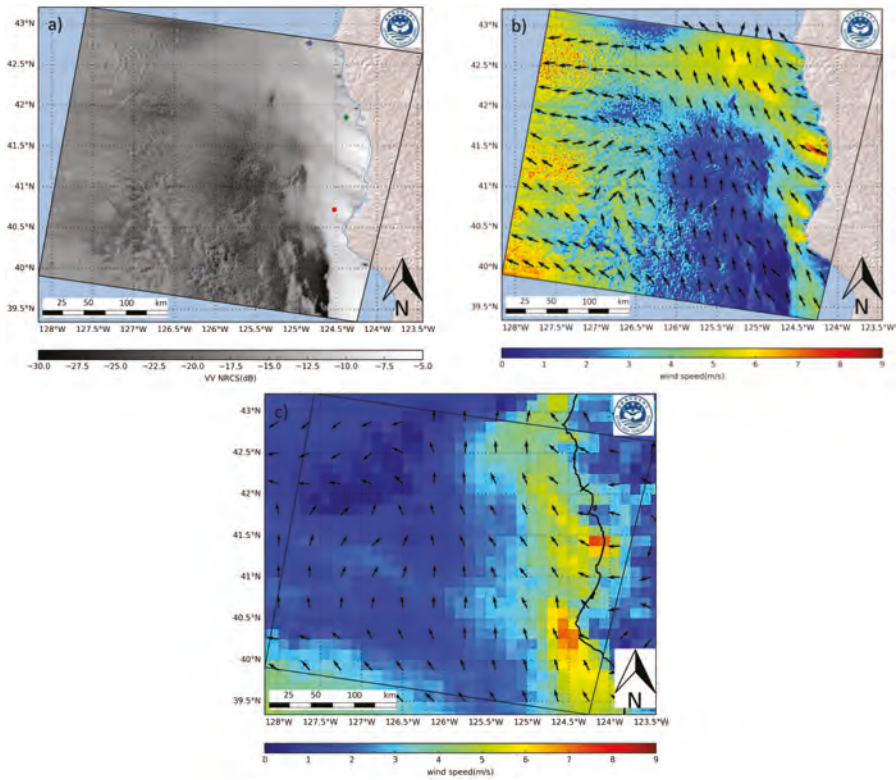 a)
43°N
42.5°N
42°N
41.5°N
41°N
40.5°N
40°N
39.5°N
25 50 100 km
N
128°W 127.5°W 127°W 126.5°W 126°W 125.5°W 125°W 124.5°W 124°W 123.5°W
−30.0 −27.5 −25.0 −22.5 −20.0 −17.5 −15.0 −12.5 −10.0 −7.5 −5.0
VV NRCS(dB)
b)
43°N
42.5°N
42°N
41.5°N
41°N
40.5°N
40°N
39.5°N
25 50 100 km
N
128°W 127.5°W 127°W 126.5°W 126°W 125.5°W 125°W 124.5°W 124°W 123.5°W
0 1 2 3 4 5 6 7 8 9
wind speed(m/s)
c)
43°N
42.5°N
42°N
41.5°N
41°N
40.5°N
40°N
39.5°N
25 50 100 km
N
128°W 127.5°W 127°W 126.5°W 126°W 125.5°W 125°W 124.5°W 124°W 123.5°W
0 1 2 3 4 5 6 7 8 9
wind speed(m/s)